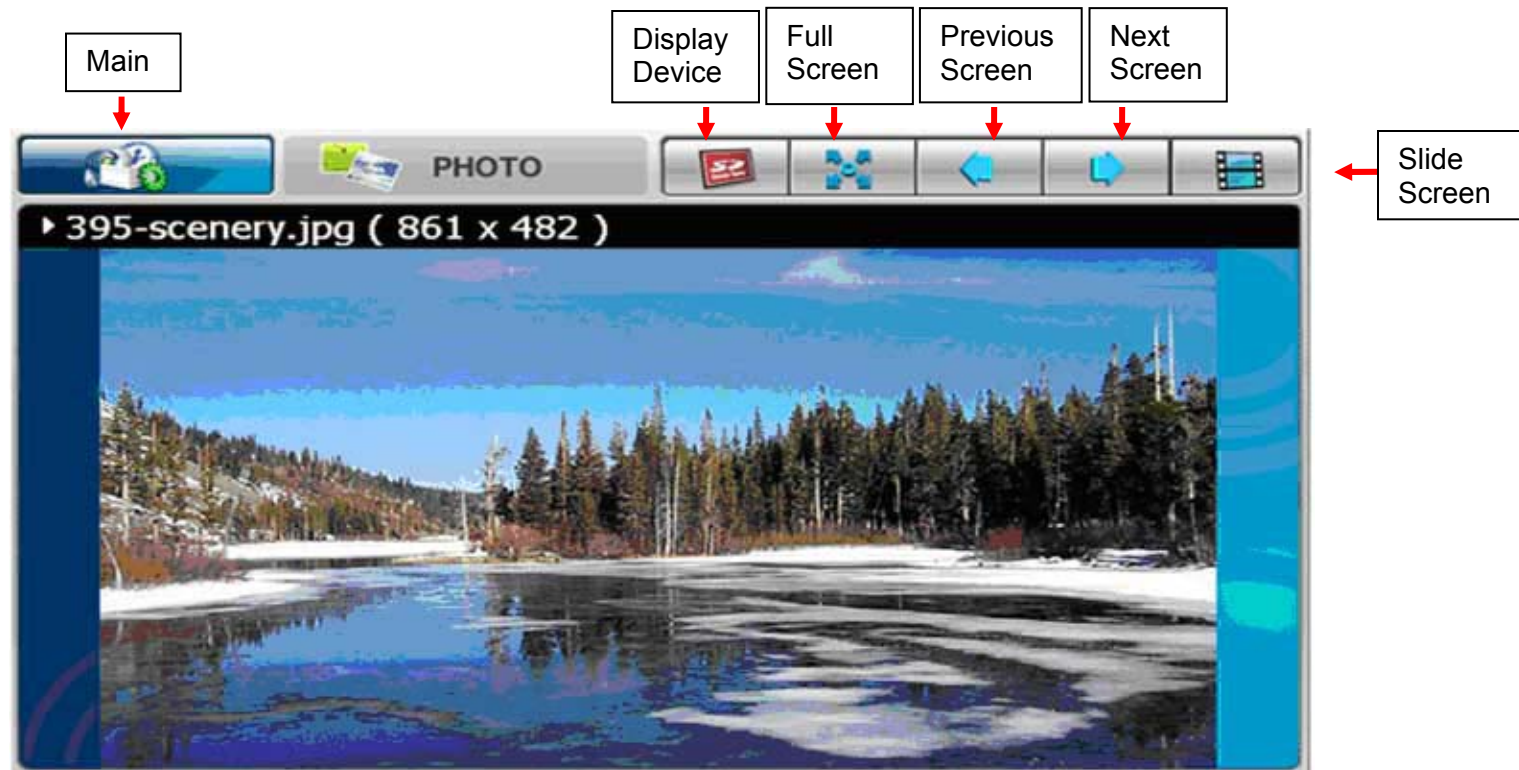 Main
Display
Device
Full
Screen
Previous
Screen
Next
Screen
Slide
Screen
PHOTO
395-scenery.jpg ( 861 x 482 )